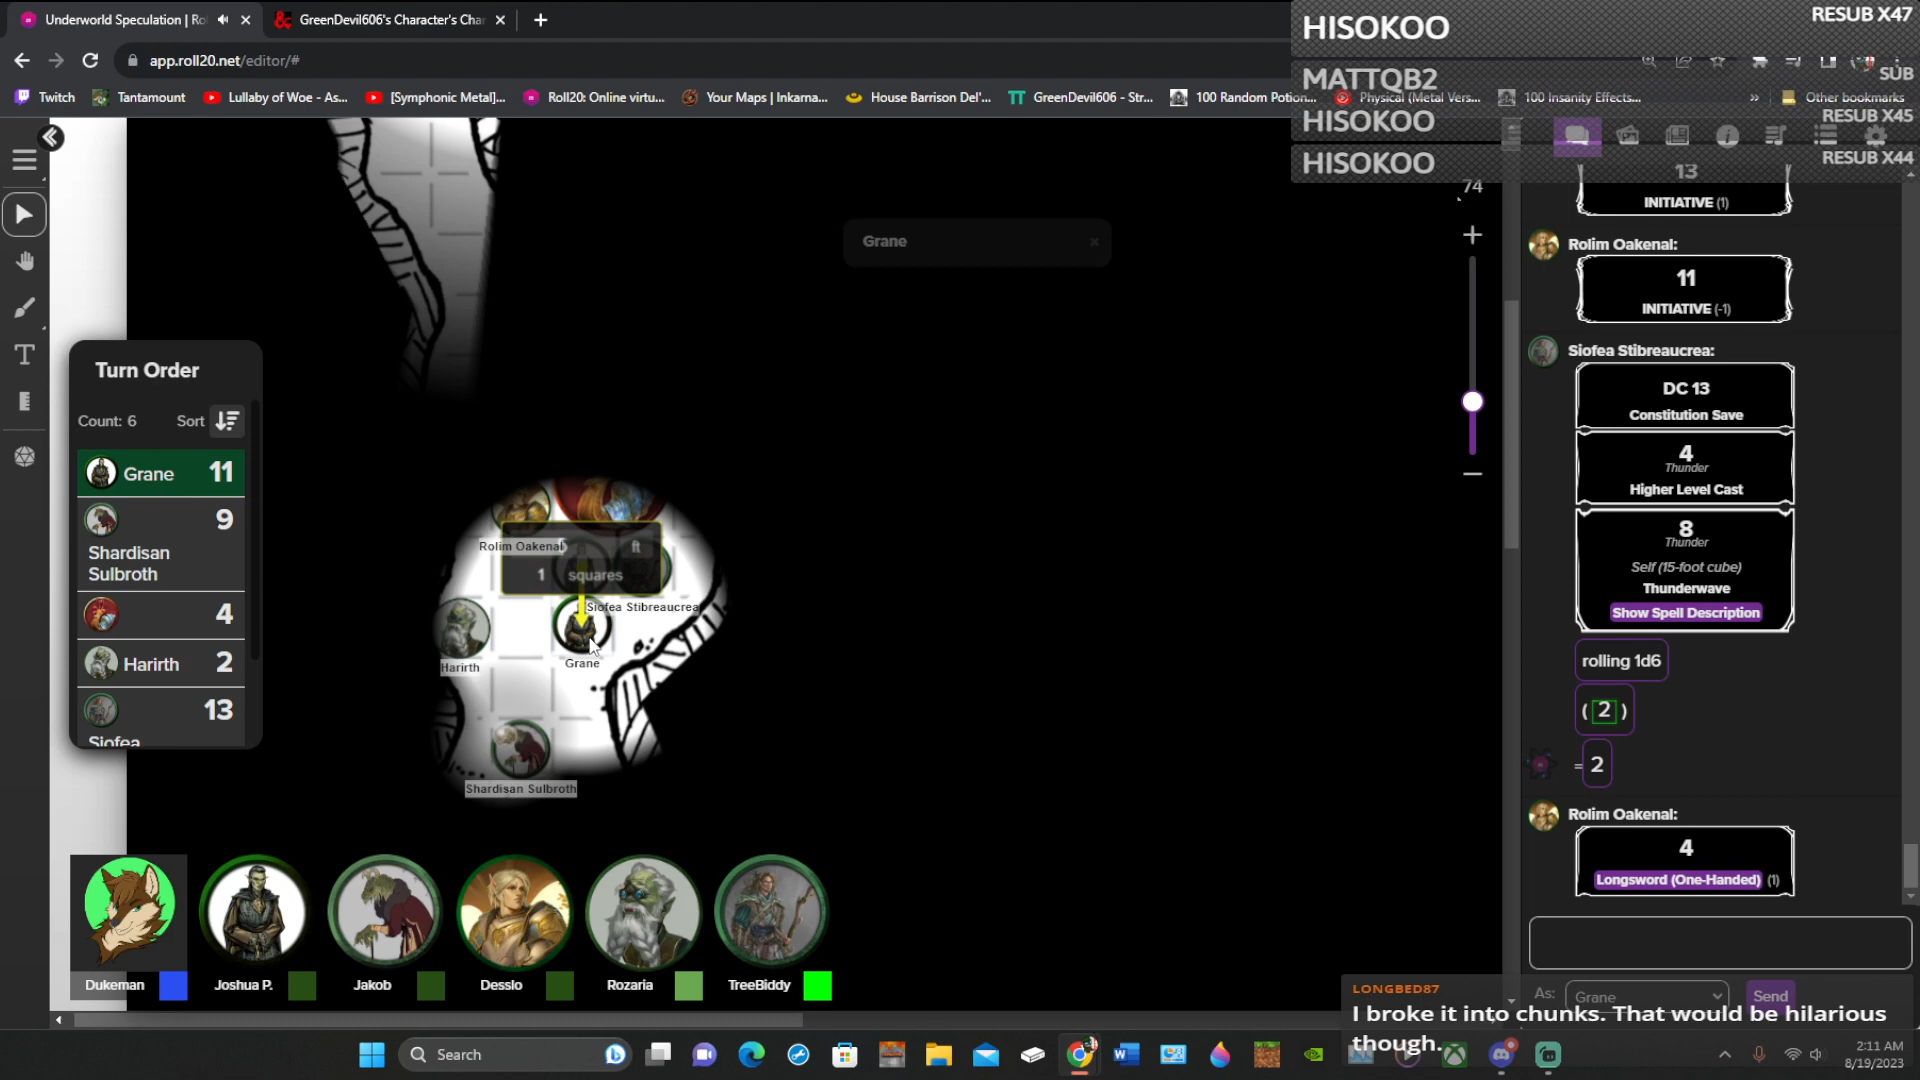 Underworld Speculation | Ro
GreenDevil606's Character's Char
HISOKOO
RESUB X47
app.roll20.net/editor/#
MATTQB2
SUB
Twitch
Tantamount
Lullaby of Woe - As...
[Symphonic Metal]...
Roll20: Online virtu...
Your Maps | Inkarna...
House Barrison Del'...
GreenDevil606 - Str...
100 Random Potion...
Physical (Metal Vers...
100 Insanity Effects...
»
Other bookmarks
HISOKOO
RESUB X45
HISOKOO
RESUB X44
74
Grane
Turn Order
Count: 6
Sort
Grane 11
9
Shardisan
Sulbroth
4
Harirth 2
13
Siofea
Rolim Oakenal
ft
1 squares
Siofea Stibreaucrea
Harirth
Grane
Shardisan Sulbroth
13
INITIATIVE (1)
Rolim Oakenal:
11
INITIATIVE (-1)
Siofea Stibreaucrea:
DC 13
Constitution Save
4
Thunder
Higher Level Cast
8
Thunder
Self (15-foot cube)
Thunderwave
Show Spell Description
rolling 1d6
(2)
=2
Rolim Oakenal:
4
Longsword (One-Handed) (1)
Dukeman
Joshua P.
Jakob
Desslo
Rozaria
TreeBiddy
As:
Grane
Send
LONGBED87
I broke it into chunks. That would be hilarious
though.
Search
2:11 AM
8/19/2023